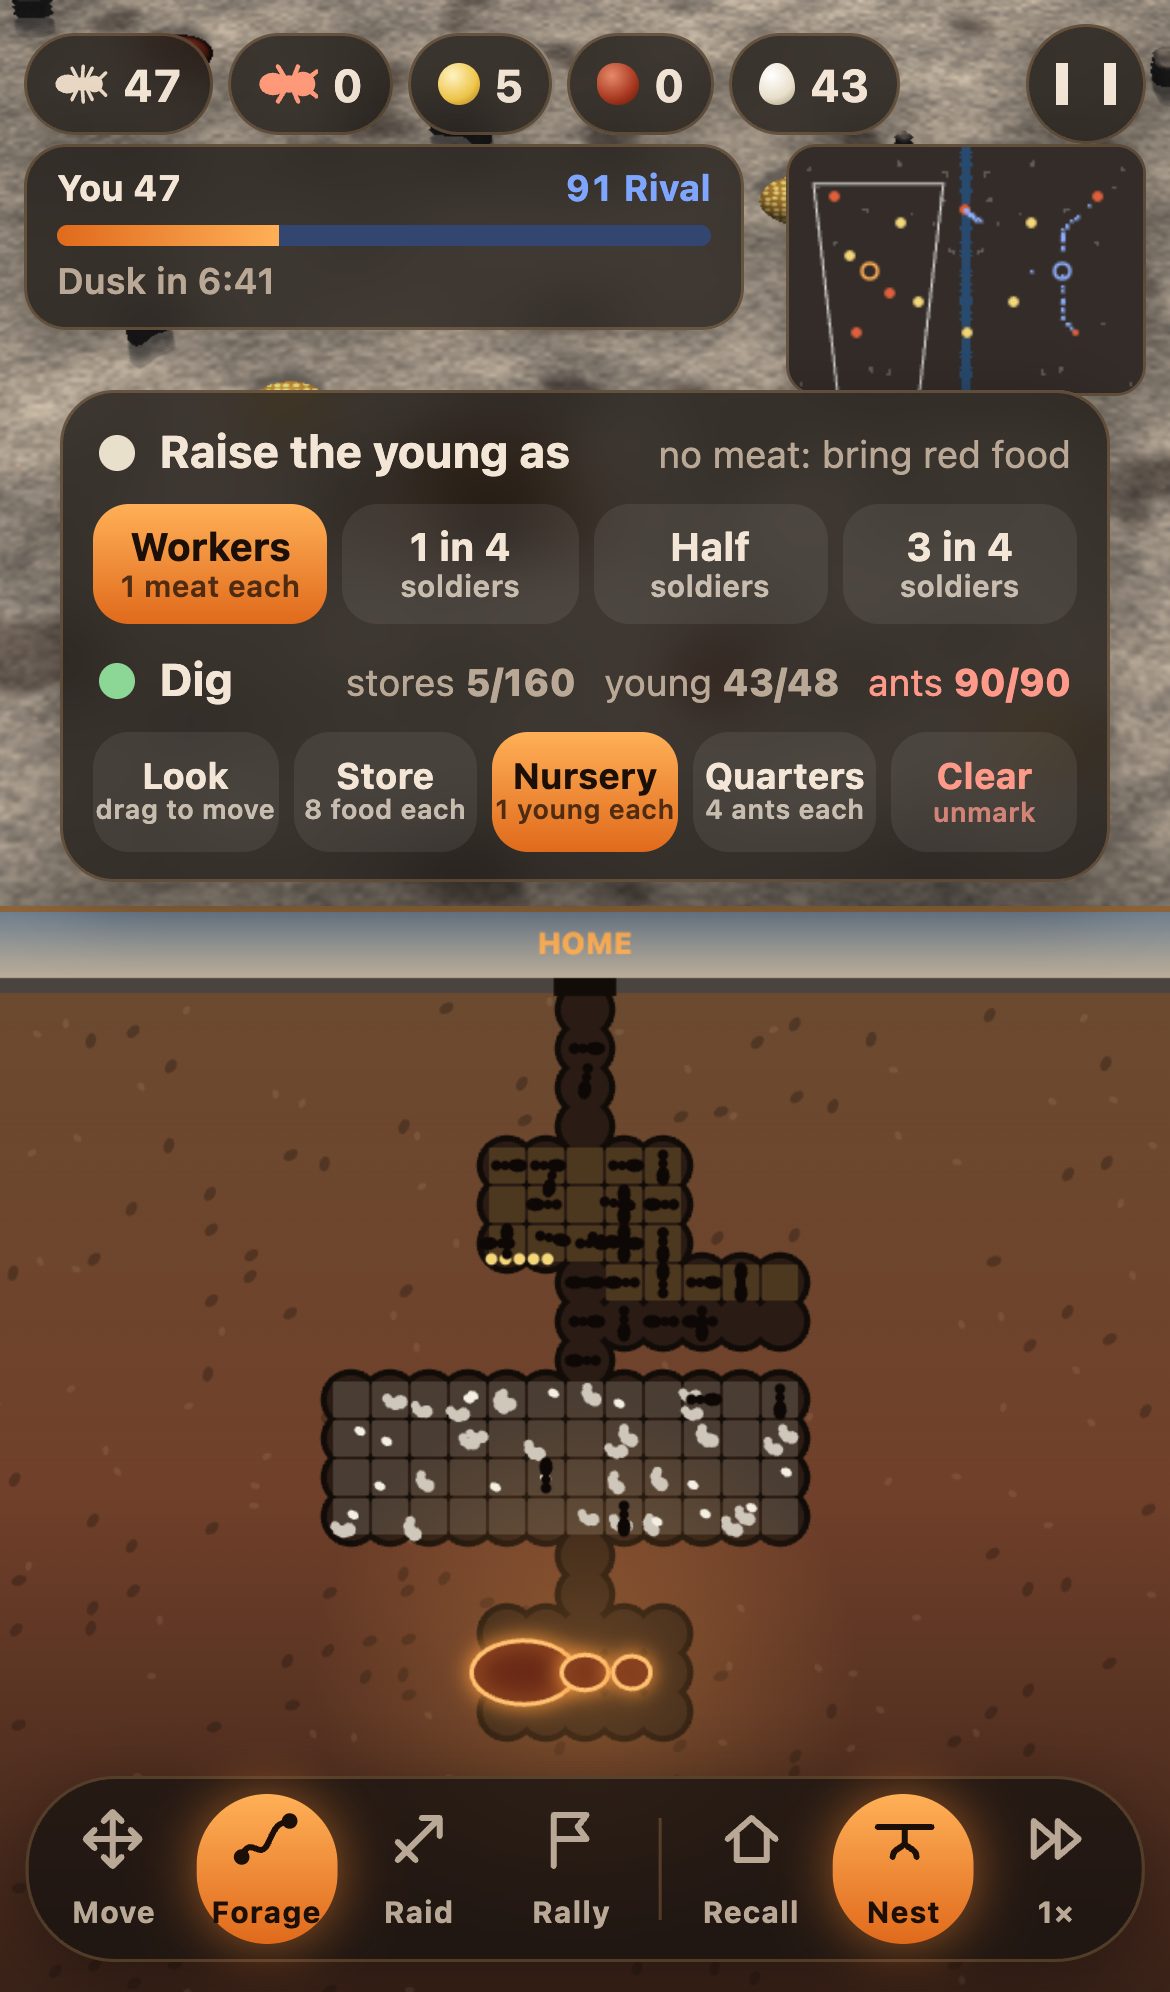 47 0 5 0 43
You 47 91 Rival
Dusk in 6:41
Raise the young as no meat: bring red food
Workers 1 in 4 Half 3 in 4
1 meat each soldiers soldiers soldiers
Dig stores 5/160 young 43/48 ants 90/90
Look Store Nursery Quarters Clear
drag to move 8 food each 1 young each 4 ants each unmark
HOME
Move Forage Raid Rally Recall Nest 1×